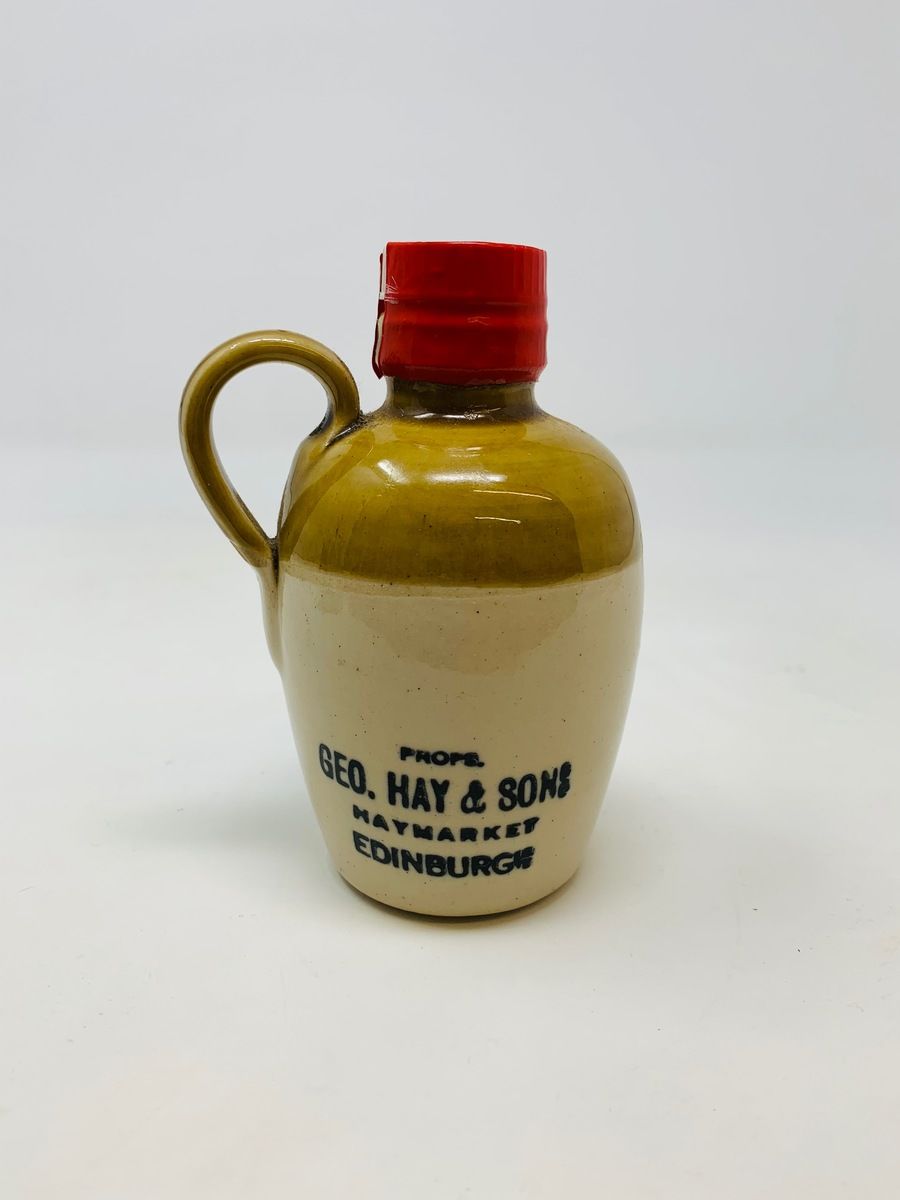 PROPS.
GEO. HAY & SONS
HAYMARKET
EDINBURGH